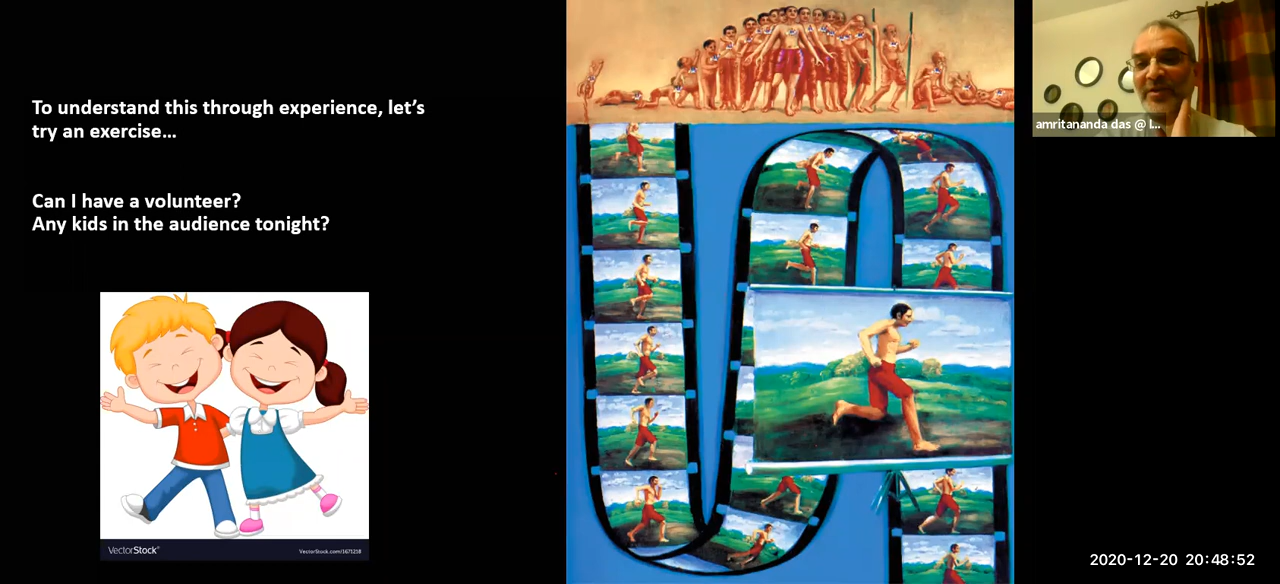 To understand this through experience, let’s
try an exercise…
Can I have a volunteer?
Any kids in the audience tonight?
VectorStock®
VectorStock.com/1671218
amritananda das @ l...
2020-12-20 20:48:52